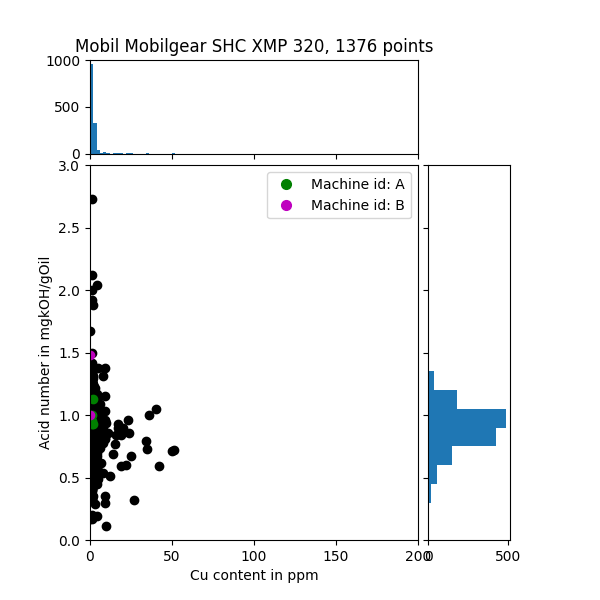 Mobil Mobilgear SHC XMP 320, 1376 points
1000
500
0
3.0
2.5
2.0
1.5
1.0
0.5
0.0
Acid number in mgkOH/gOil
Machine id: A
Machine id: B
0 50 100 150 200
0 500
Cu content in ppm